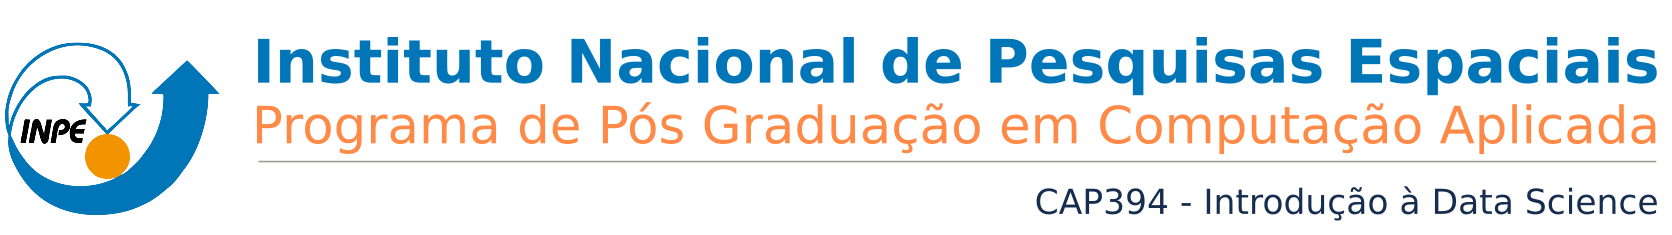 Instituto Nacional de Pesquisas Espaciais
Programa de Pós Graduação em Computação Aplicada
INPE
CAP394 - Introdução à Data Science